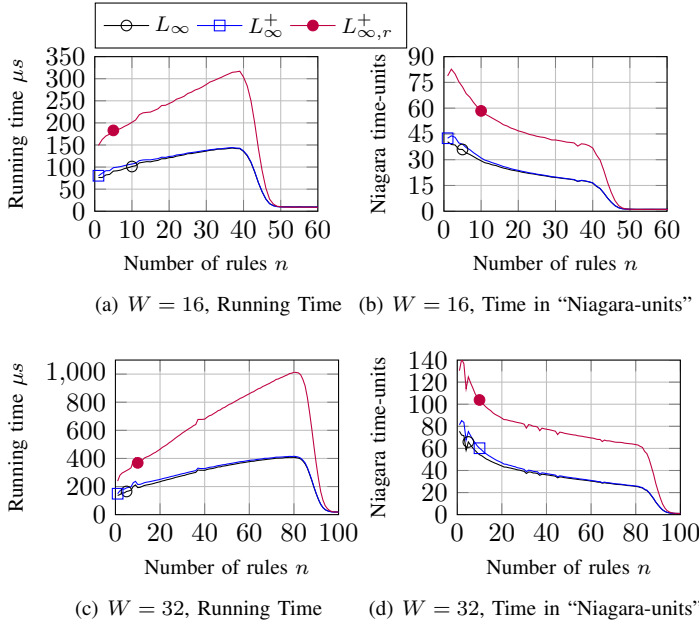 L∞ L∞⁺ L∞,r⁺
Running time μs
350
300
250
200
150
100
50
0
0 10 20 30 40 50 60
Number of rules n
(a) W = 16, Running Time
Niagara time-units
90
75
60
45
30
15
0
0 10 20 30 40 50 60
Number of rules n
(b) W = 16, Time in “Niagara-units”
Running time μs
1,000
800
600
400
200
0
0 20 40 60 80 100
Number of rules n
(c) W = 32, Running Time
Niagara time-units
140
120
100
80
60
40
20
0
0 20 40 60 80 100
Number of rules n
(d) W = 32, Time in “Niagara-units”